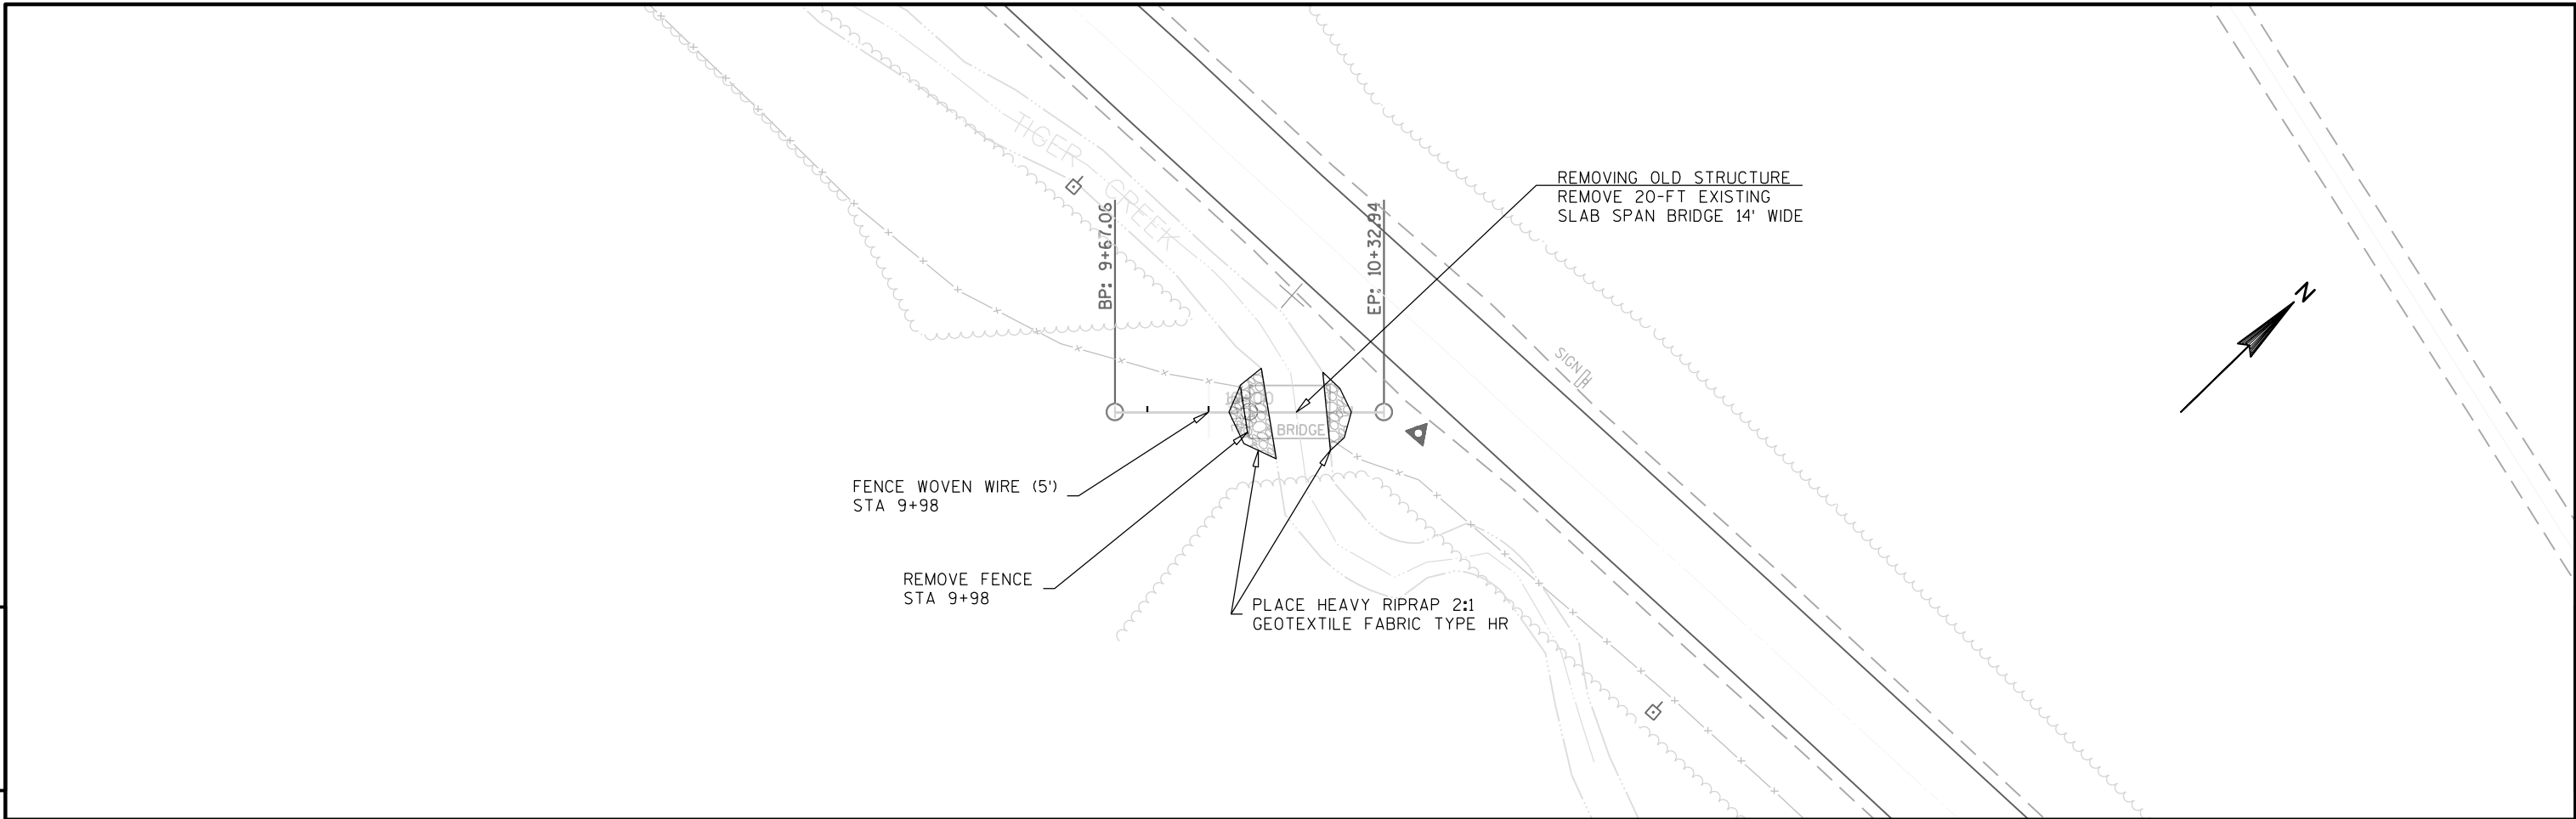 TIGER CREEK
BP: 9+67.06
EP: 10+32.94
REMOVING OLD STRUCTURE
REMOVE 20-FT EXISTING
SLAB SPAN BRIDGE 14' WIDE
N
SIGN
BRIDGE
FENCE WOVEN WIRE (5')
STA 9+98
REMOVE FENCE
STA 9+98
PLACE HEAVY RIPRAP 2:1
GEOTEXTILE FABRIC TYPE HR